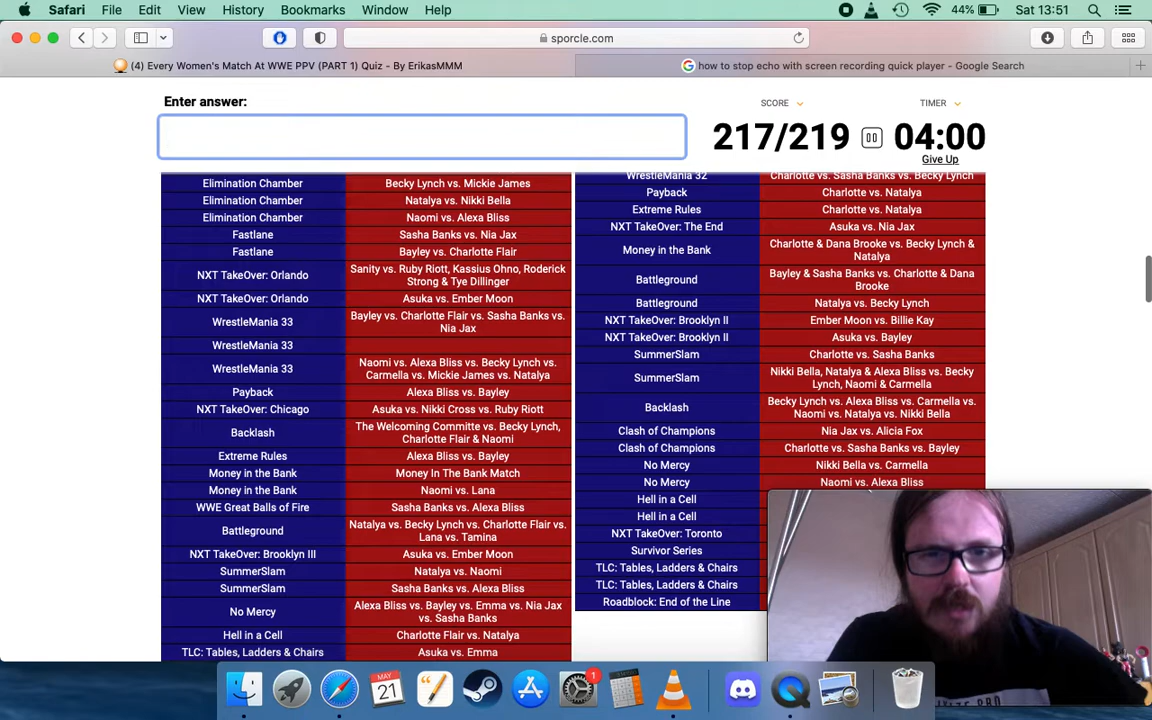 Safari File Edit View History Bookmarks Window Help 44% Sat 13:51
sporcle.com
(4) Every Women's Match At WWE PPV (PART 1) Quiz - By ErikasMMM
how to stop echo with screen recording quick player - Google Search
Enter answer:
SCORE
TIMER
217/219
04:00
Give Up
Elimination Chamber Becky Lynch vs. Mickie James
Elimination Chamber Natalya vs. Nikki Bella
Elimination Chamber Naomi vs. Alexa Bliss
Fastlane Sasha Banks vs. Nia Jax
Fastlane Bayley vs. Charlotte Flair
NXT TakeOver: Orlando Sanity vs. Ruby Riott, Kassius Ohno, Roderick
Strong & Tye Dillinger
NXT TakeOver: Orlando Asuka vs. Ember Moon
WrestleMania 33 Bayley vs. Charlotte Flair vs. Sasha Banks vs.
Nia Jax
WrestleMania 33
WrestleMania 33 Naomi vs. Alexa Bliss vs. Becky Lynch vs.
Carmella vs. Mickie James vs. Natalya
Payback Alexa Bliss vs. Bayley
NXT TakeOver: Chicago Asuka vs. Nikki Cross vs. Ruby Riott
Backlash The Welcoming Committe vs. Becky Lynch,
Charlotte Flair & Naomi
Extreme Rules Alexa Bliss vs. Bayley
Money in the Bank Money In The Bank Match
Money in the Bank Naomi vs. Lana
WWE Great Balls of Fire Sasha Banks vs. Alexa Bliss
Battleground Natalya vs. Becky Lynch vs. Charlotte Flair vs.
Lana vs. Tamina
NXT TakeOver: Brooklyn III Asuka vs. Ember Moon
SummerSlam Natalya vs. Naomi
SummerSlam Sasha Banks vs. Alexa Bliss
No Mercy Alexa Bliss vs. Bayley vs. Emma vs. Nia Jax
vs. Sasha Banks
Hell in a Cell Charlotte Flair vs. Natalya
TLC: Tables, Ladders & Chairs Asuka vs. Emma
WrestleMania 32 Charlotte vs. Sasha Banks vs. Becky Lynch
Payback Charlotte vs. Natalya
Extreme Rules Charlotte vs. Natalya
NXT TakeOver: The End Asuka vs. Nia Jax
Money in the Bank Charlotte & Dana Brooke vs. Becky Lynch &
Natalya
Battleground Bayley & Sasha Banks vs. Charlotte & Dana
Brooke
Battleground Natalya vs. Becky Lynch
NXT TakeOver: Brooklyn II Ember Moon vs. Billie Kay
NXT TakeOver: Brooklyn II Asuka vs. Bayley
SummerSlam Charlotte vs. Sasha Banks
SummerSlam Nikki Bella, Natalya & Alexa Bliss vs. Becky
Lynch, Naomi & Carmella
Backlash Becky Lynch vs. Alexa Bliss vs. Carmella vs.
Naomi vs. Natalya vs. Nikki Bella
Clash of Champions Nia Jax vs. Alicia Fox
Clash of Champions Charlotte vs. Sasha Banks vs. Bayley
No Mercy Nikki Bella vs. Carmella
No Mercy Naomi vs. Alexa Bliss
Hell in a Cell
Hell in a Cell
NXT TakeOver: Toronto
Survivor Series
TLC: Tables, Ladders & Chairs
TLC: Tables, Ladders & Chairs
Roadblock: End of the Line
MAY
21
1